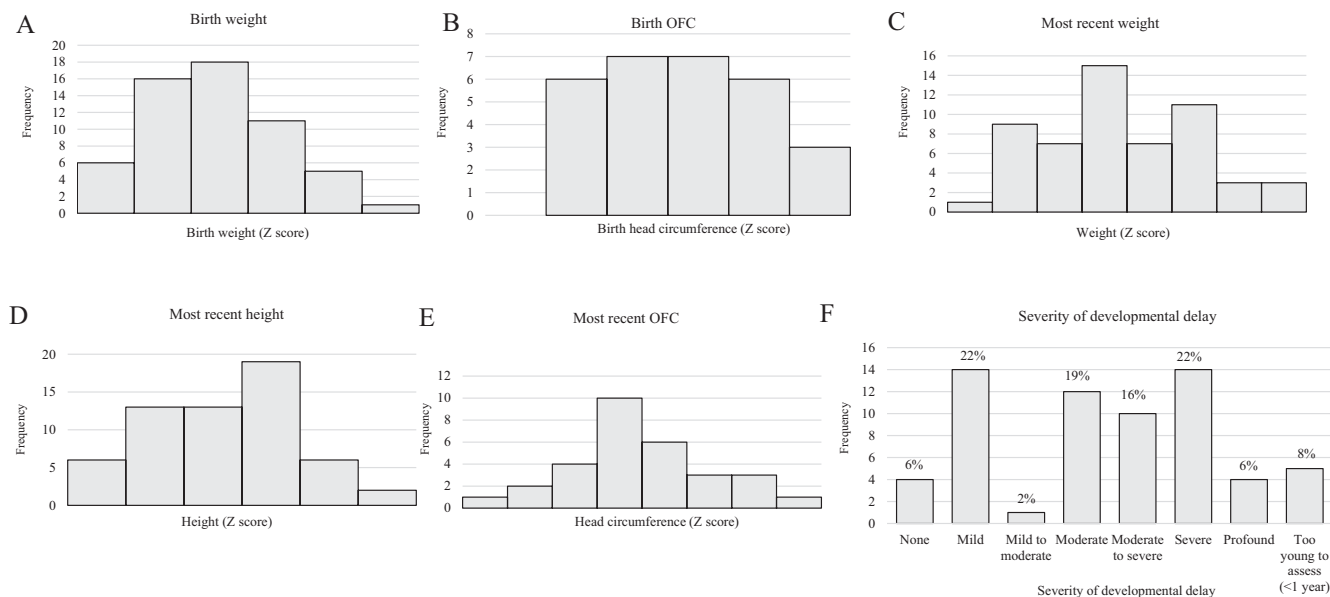 A
Birth weight
20
18
16
14
12
10
8
6
4
2
0
Frequency
Birth weight (Z score)
B
Birth OFC
8
7
6
5
4
3
2
1
0
Frequency
Birth head circumference (Z score)
C
Most recent weight
16
14
12
10
8
6
4
2
0
Frequency
Weight (Z score)
D
Most recent height
20
15
10
5
0
Frequency
Height (Z score)
E
Most recent OFC
12
10
8
6
4
2
0
Frequency
Head circumference (Z score)
F
Severity of developmental delay
16
14
12
10
8
6
4
2
0
Frequency
6%
22%
2%
19%
16%
22%
6%
8%
None
Mild
Mild to
moderate
Moderate
Moderate
to severe
Severe
Profound
Too
young to
assess
(<1 year)
Severity of developmental delay